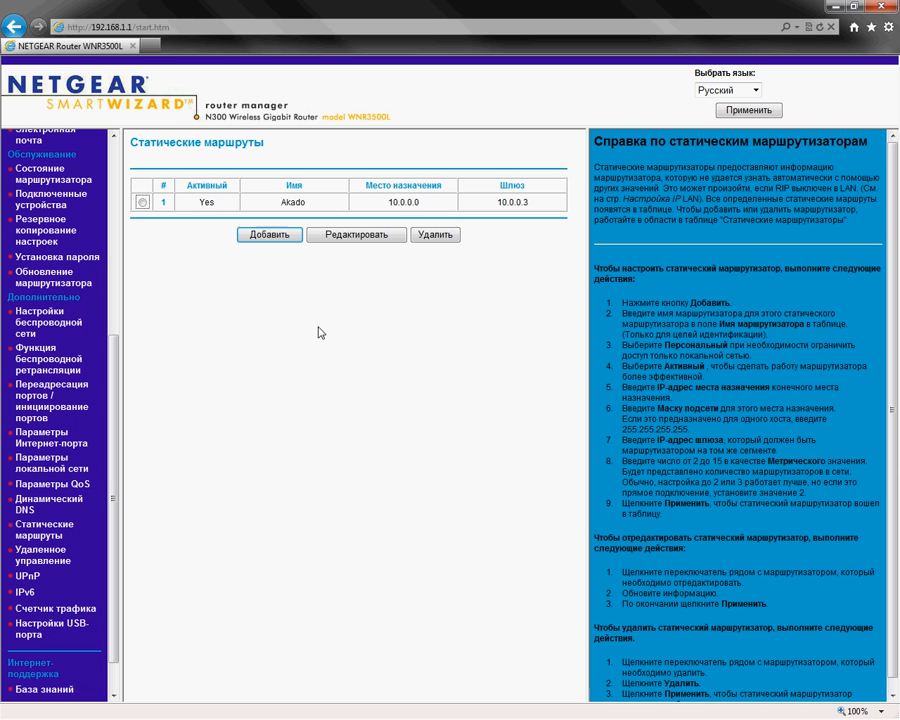 http://192.168.1.1/start.htm
NETGEAR Router WNR3500L
NETGEAR®
SMARTWIZARD™
router manager
N300 Wireless Gigabit Router model WNR3500L
Выбрать язык:
Русский
Применить
Электронная
почта
Обслуживание
Состояние
маршрутизатора
Подключенные
устройства
Резервное
копирование
настроек
Установка пароля
Обновление
маршрутизатора
Дополнительно
Настройки
беспроводной
сети
Функция
беспроводной
ретрансляции
Переадресация
портов /
инициирование
портов
Параметры
Интернет-порта
Параметры
локальной сети
Параметры QoS
Динамический
DNS
Статические
маршруты
Удаленное
управление
UPnP
IPv6
Счетчик трафика
Настройки USB-
порта
Интернет-
поддержка
База знаний
Статические маршруты
# Активный Имя Место назначения Шлюз
1 Yes Akado 10.0.0.0 10.0.0.3
Добавить Редактировать Удалить
Справка по статическим маршрутизаторам
Статические маршрутизаторы предоставляют информацию
маршрутизатора, которую не удается узнать автоматически с помощью
других значений. Это может произойти, если RIP выключен в LAN. (См.
на стр. Настройка IP LAN). Все определенные статические маршруты
появятся в таблице. Чтобы добавить или удалить маршрутизатор,
работайте в области в таблице "Статические маршрутизаторы".
Чтобы настроить статический маршрутизатор, выполните следующие
действия:
1. Нажмите кнопку Добавить.
2. Введите имя маршрутизатора для этого статического
маршрутизатора в поле Имя маршрутизатора в таблице.
(Только для целей идентификации).
3. Выберите Персональный при необходимости ограничить
доступ только локальной сетью.
4. Выберите Активный , чтобы сделать работу маршрутизатора
более эффективной.
5. Введите IP-адрес места назначения конечного места
назначения.
6. Введите Маску подсети для этого места назначения.
Если это предназначено для одного хоста, введите
255.255.255.255.
7. Введите IP-адрес шлюза, который должен быть
маршрутизатором на том же сегменте.
8. Введите число от 2 до 15 в качестве Метрического значения.
Будет представлено количество маршрутизаторов в сети.
Обычно, настройка до 2 или 3 работает лучше, но если это
прямое подключение, установите значение 2.
9. Щелкните Применить, чтобы статический маршрутизатор вошел
в таблицу.
Чтобы отредактировать статический маршрутизатор, выполните
следующие действия:
1. Щелкните переключатель рядом с маршрутизатором, который
необходимо отредактировать.
2. Обновите информацию.
3. По окончании щелкните Применить.
Чтобы удалить статический маршрутизатор, выполните следующие
действия.
1. Щелкните переключатель рядом с маршрутизатором, который
необходимо удалить.
2. Щелкните Удалить.
3. Щелкните Применить, чтобы статический маршрутизатор
100%